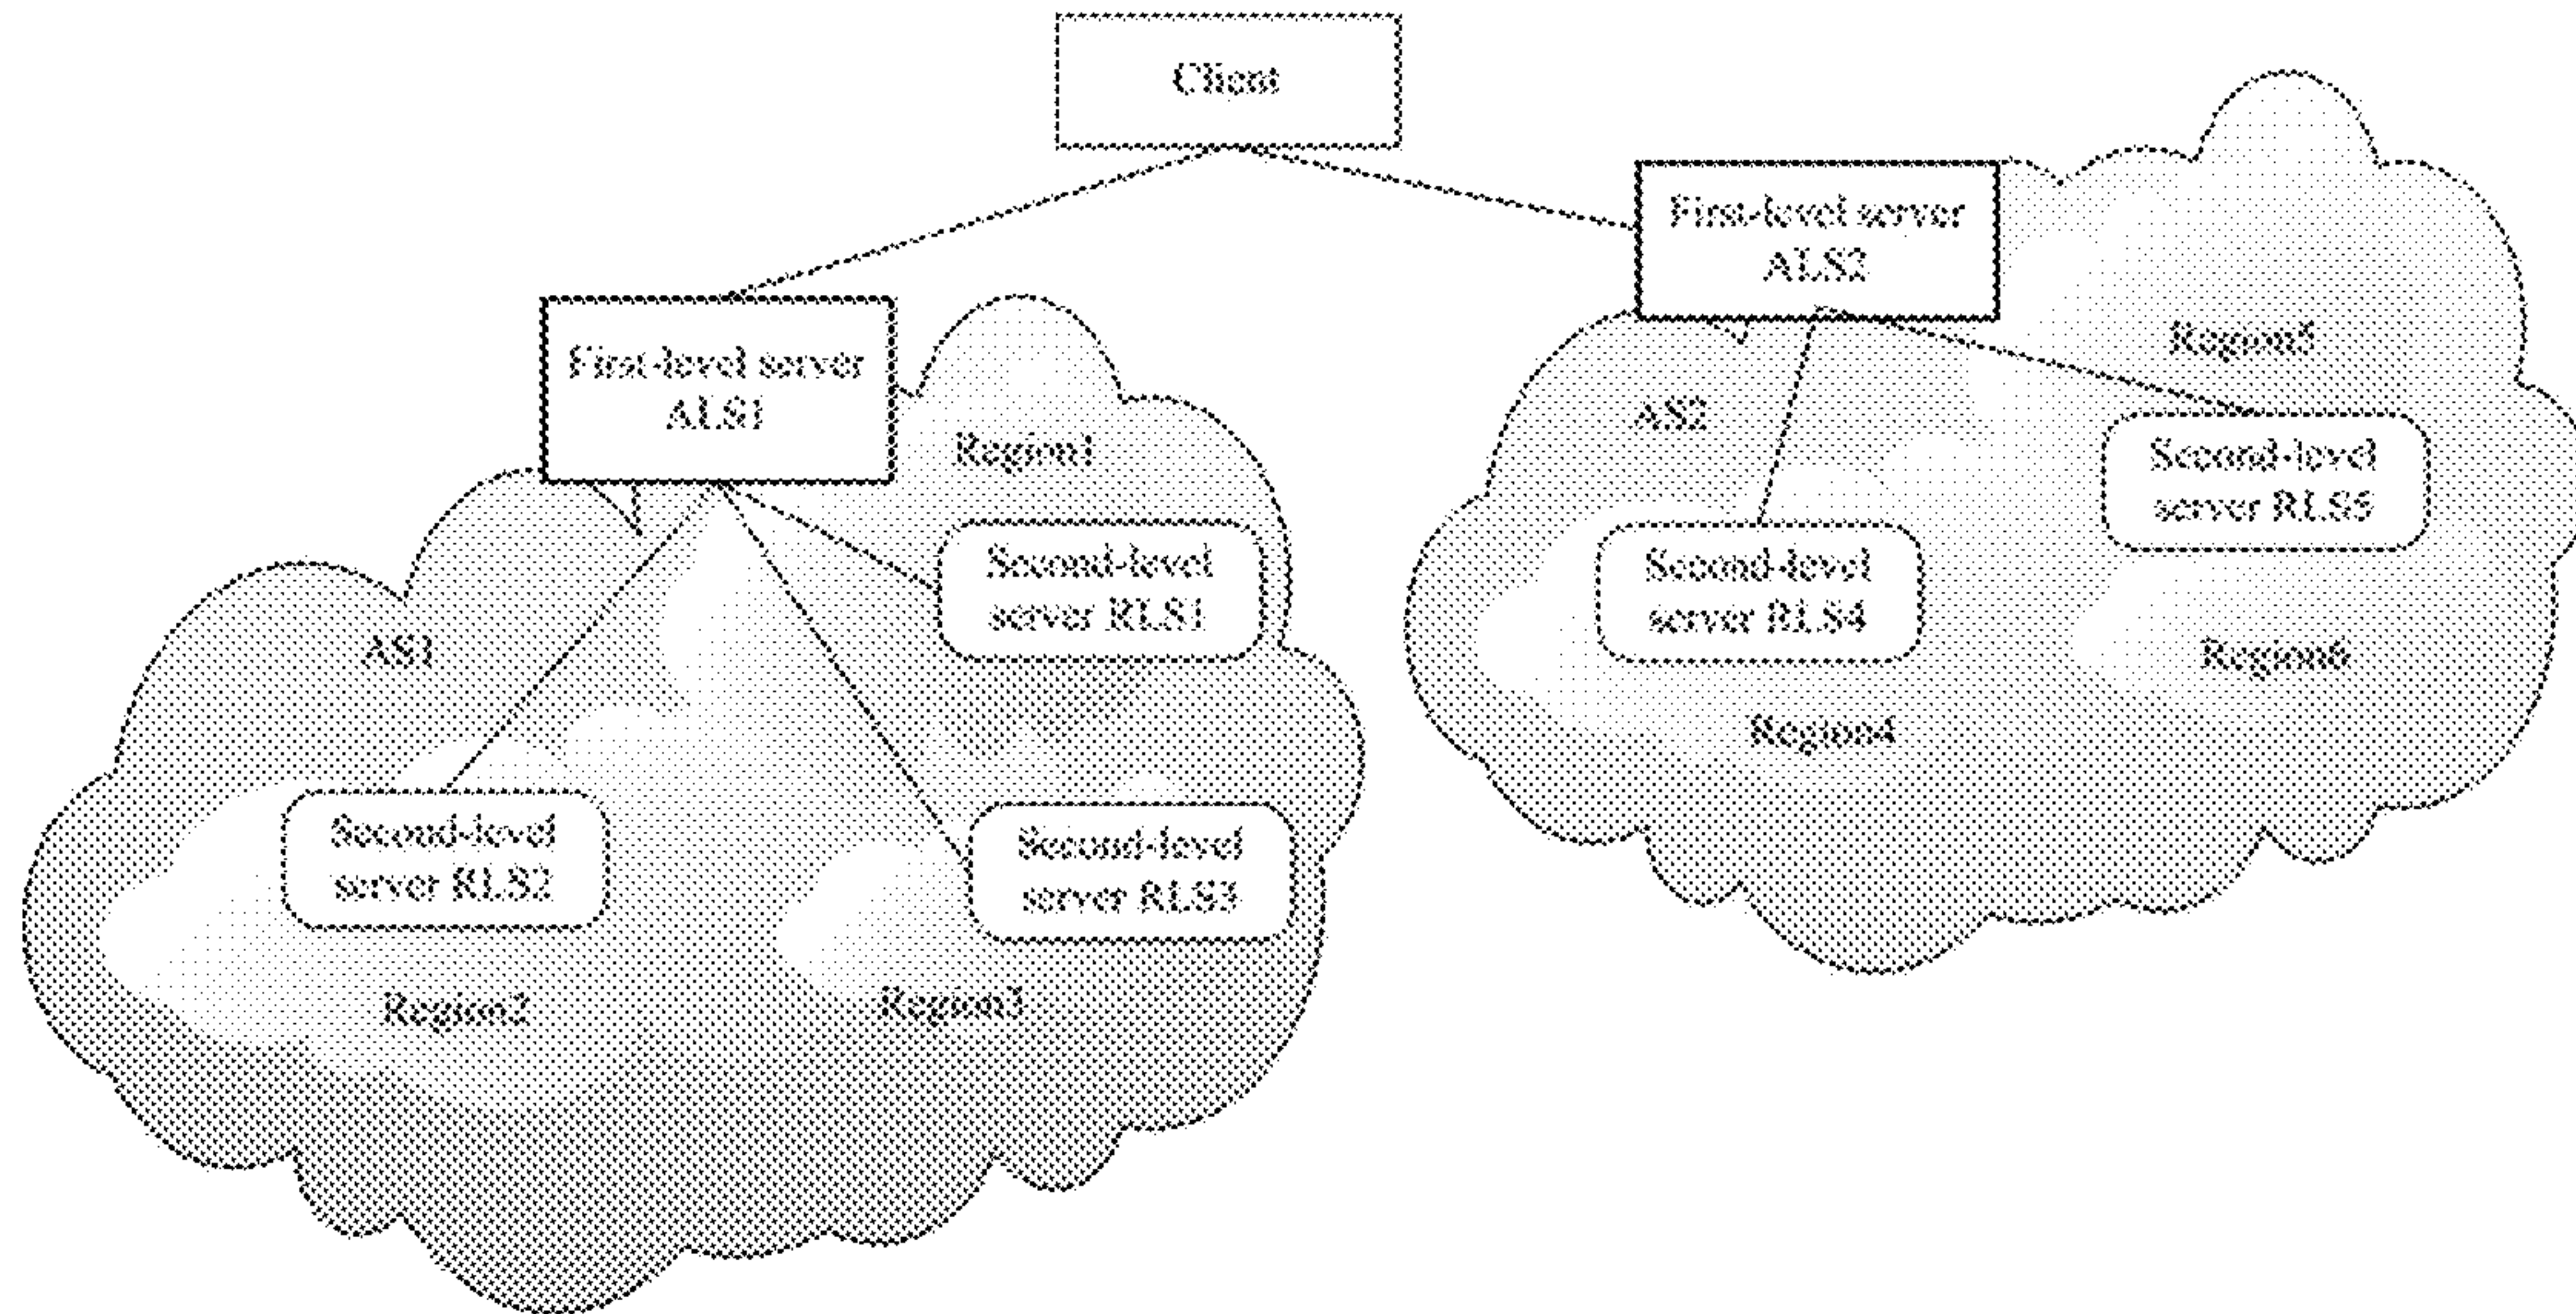 Client
First-level server
ALS2
First-level server
ALS1
Region5
AS2
Second-level
server RLS5
Region1
Second-level
server RLS1
Second-level
server RLS4
AS1
Region6
Region4
Second-level
server RLS2
Second-level
server RLS3
Region2
Region3